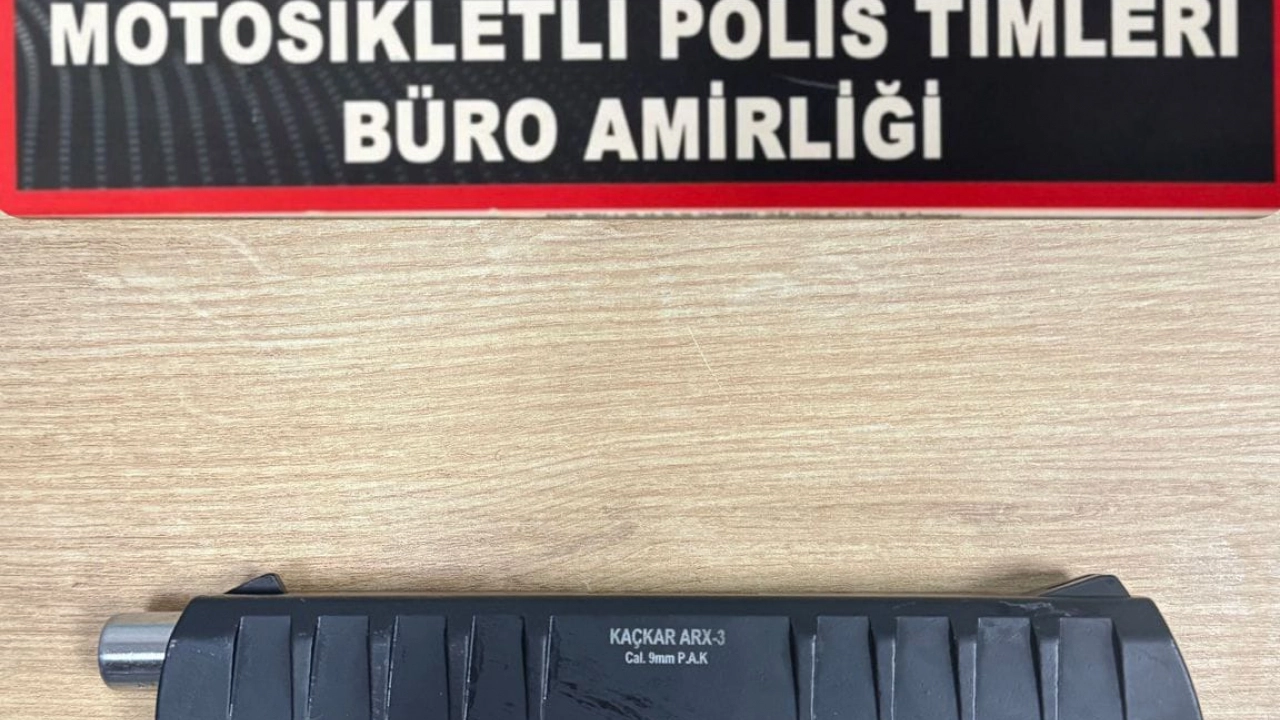 MOTOSİKLETLİ POLİS TİMLERİ
BÜRO AMİRLİĞİ
KAÇKAR ARX-3
Cal. 9mm P.A.K